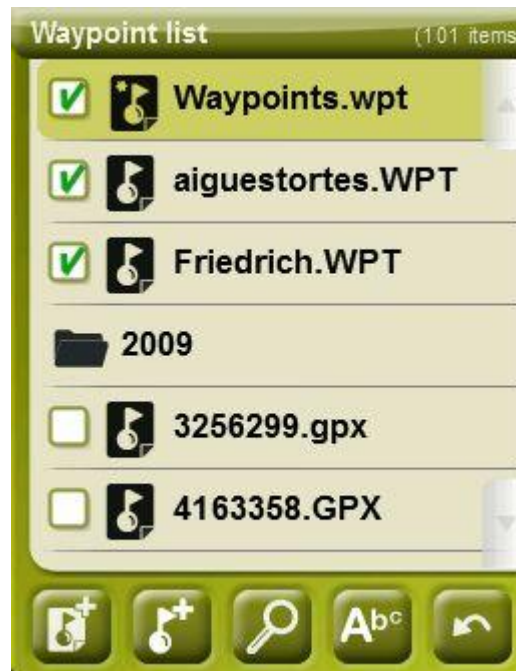 Waypoint list (101 items
Waypoints.wpt
aiguestortes.WPT
Friedrich.WPT
2009
3256299.gpx
4163358.GPX
Abc